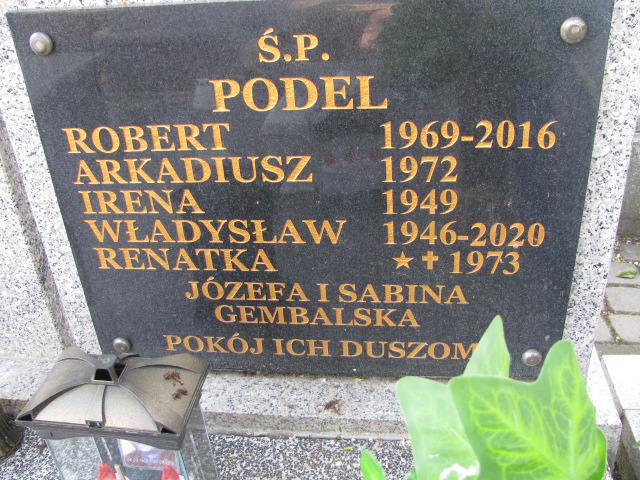 Ś.P.
PODEL
ROBERT 1969-2016
ARKADIUSZ 1972
IRENA 1949
WŁADYSŁAW 1946-2020
RENATKA ★ ✝ 1973
JÓZEFA I SABINA
GEMBALSKA
POKÓJ ICH DUSZOM